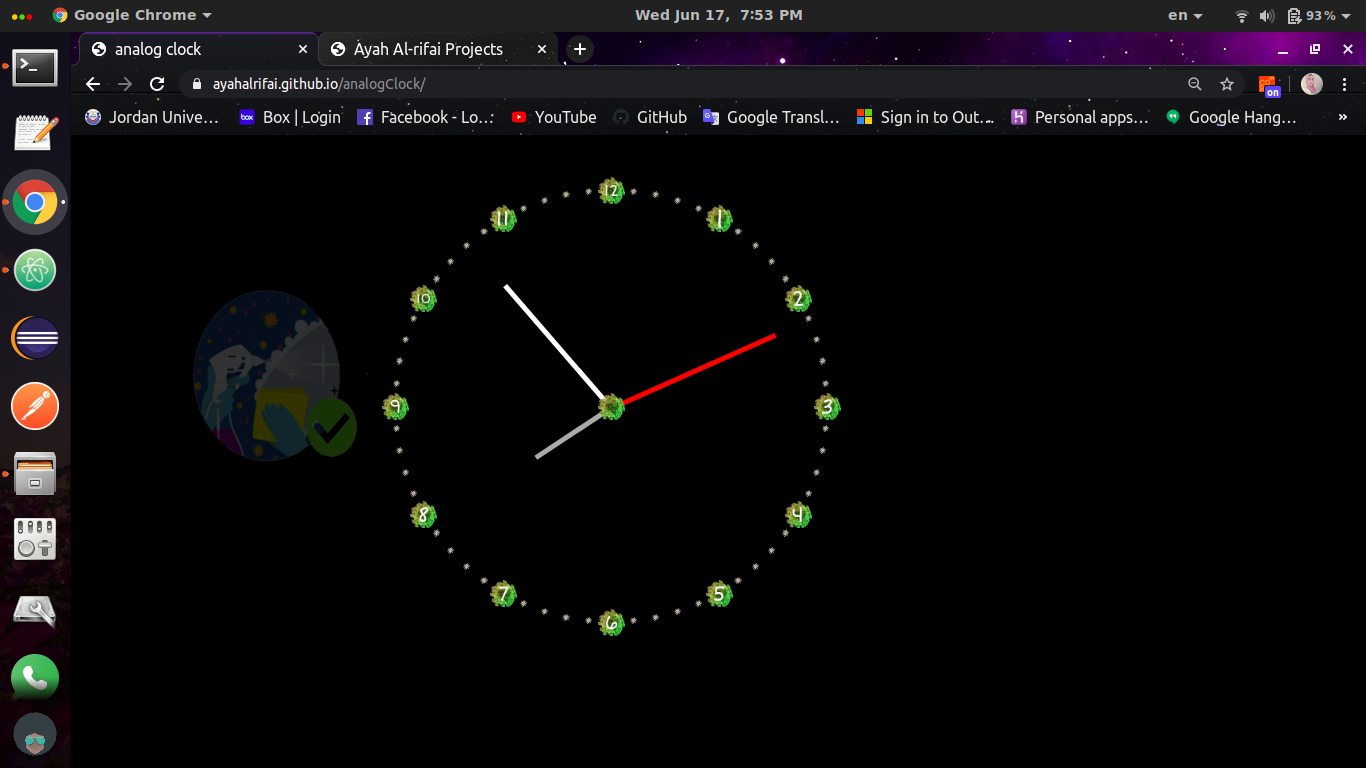 Google Chrome Wed Jun 17, 7:53 PM en 93%
analog clock Ayah Al-rifai Projects
ayahalrifai.github.io/analogClock/ on
Jordan Unive... box Box | Login Facebook - Lo... YouTube GitHub Google Transl... Sign in to Out... Personal apps... Google Hang... »
12
11 1
10 2
9 3
8 4
7 5
6